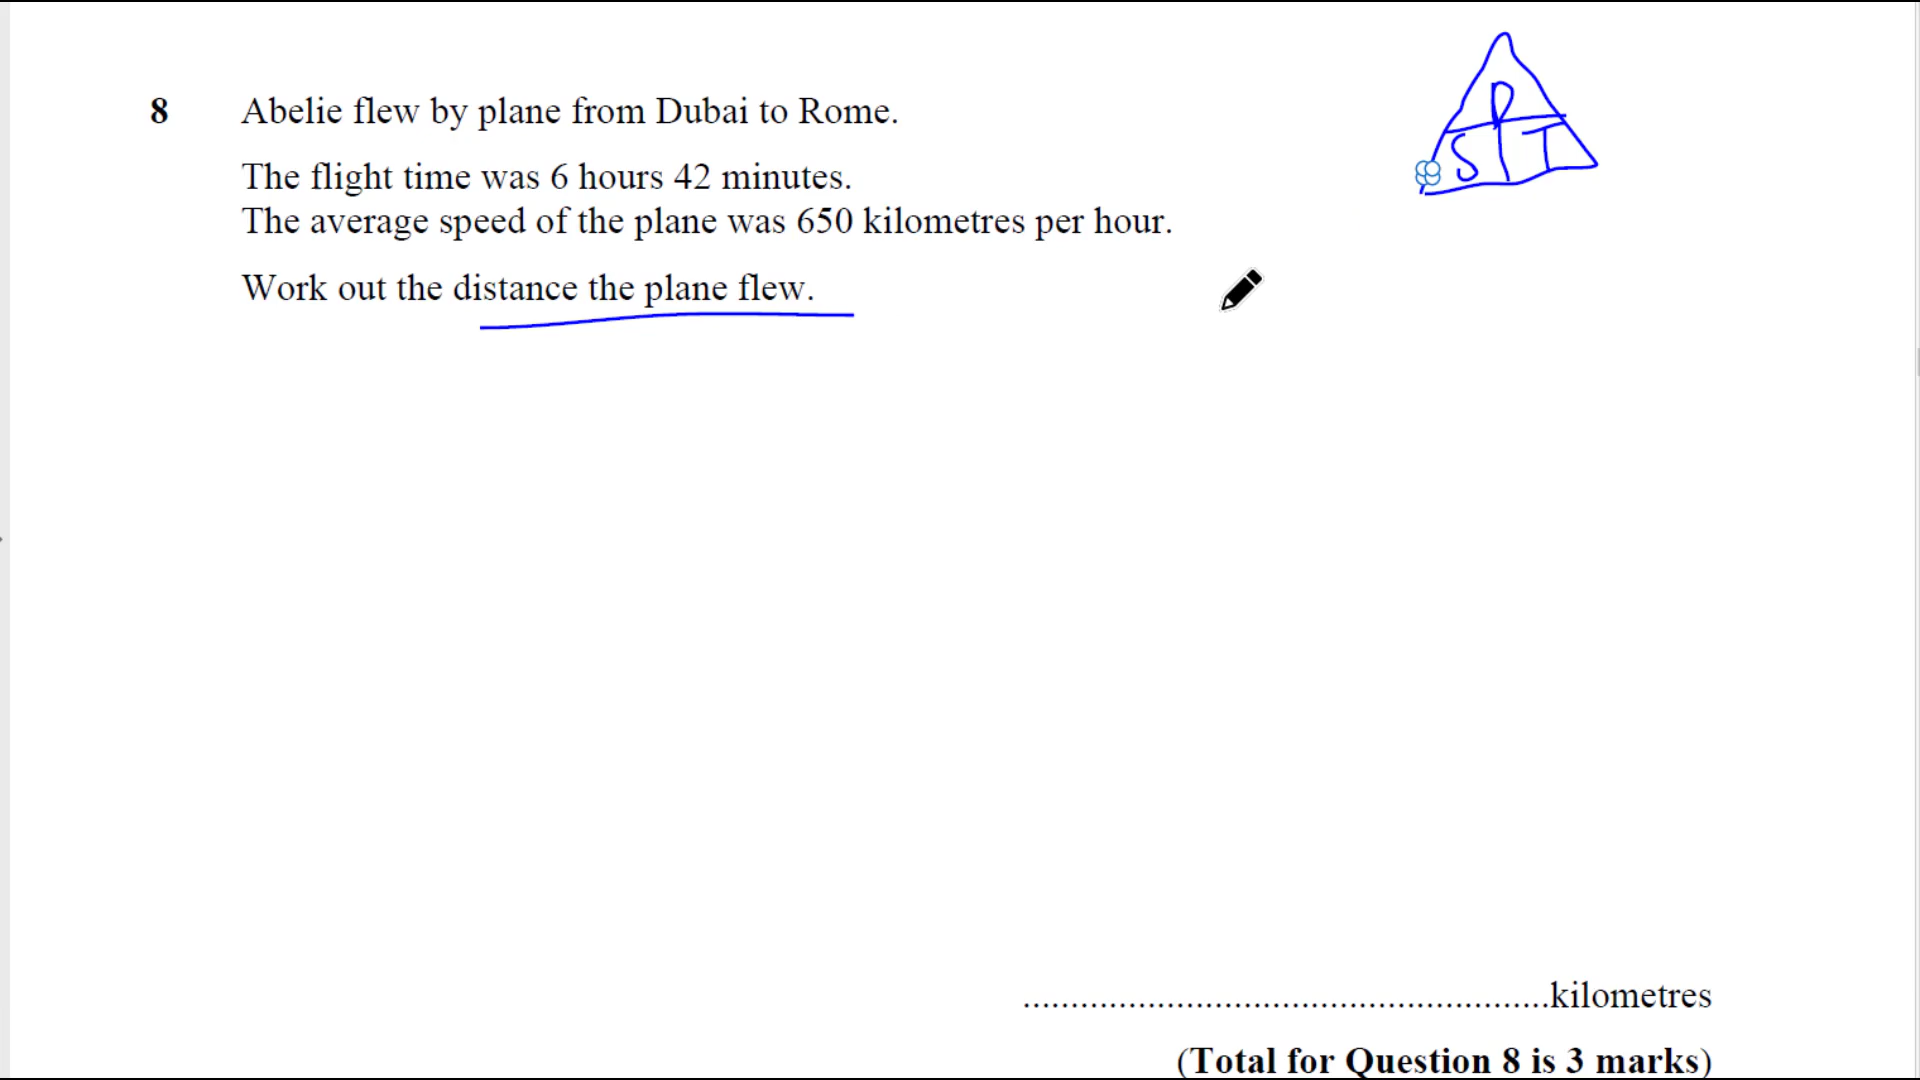 8 Abelie flew by plane from Dubai to Rome.
The flight time was 6 hours 42 minutes.
The average speed of the plane was 650 kilometres per hour.
Work out the distance the plane flew.
D
S T
......................................................kilometres
(Total for Question 8 is 3 marks)